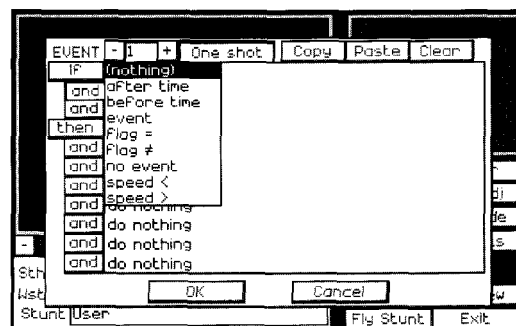 EVENT - 1 + One shot Copy Paste Clear
IF (nothing)
and after time
and before time
event
then flag =
and flag ≠
and no event
and speed <
and speed >
and do nothing
and do nothing
and do nothing
and do nothing
OK Cancel
Stunt User Fly Stunt Exit